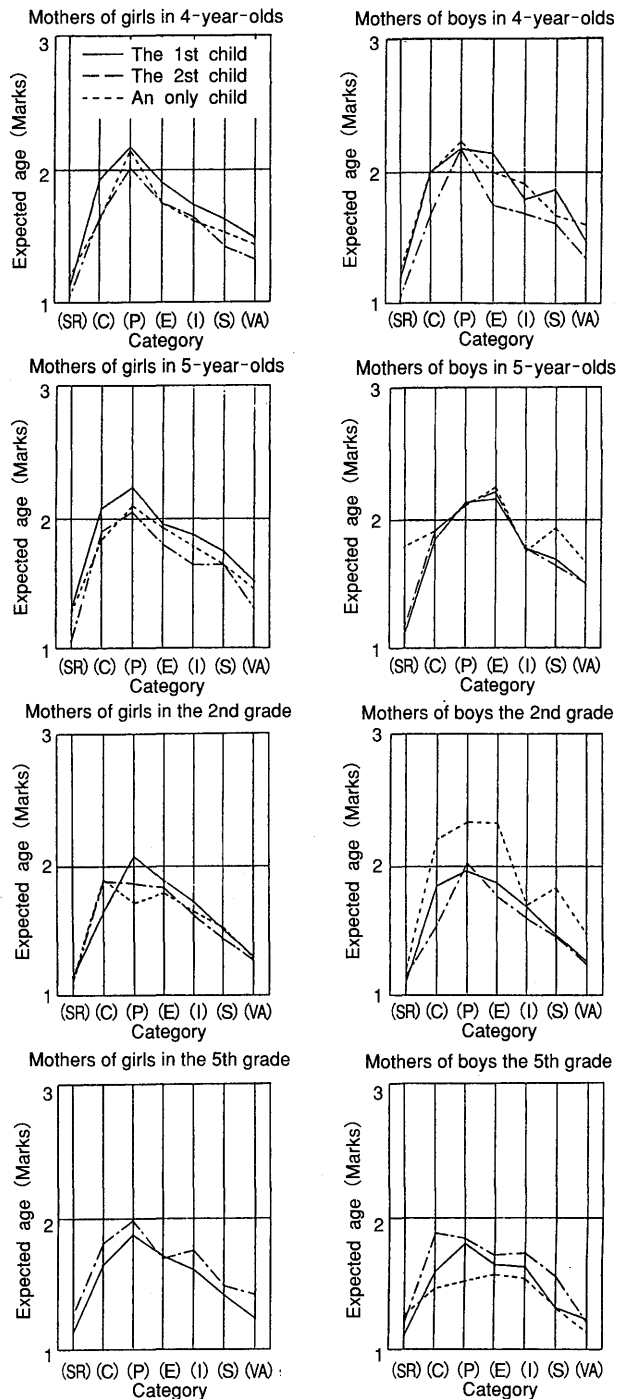 Mothers of girls in 4-year-olds
3
The 1st child
The 2st child
An only child
2
1
Expected age (Marks)
(SR) (C) (P) (E) (I) (S) (VA)
Category
Mothers of boys in 4-year-olds
3
2
1
Expected age (Marks)
(SR) (C) (P) (E) (I) (S) (VA)
Category
Mothers of girls in 5-year-olds
3
2
1
Expected age (Marks)
(SR) (C) (P) (E) (I) (S) (VA)
Category
Mothers of boys in 5-year-olds
3
2
1
Expected age (Marks)
(SR) (C) (P) (E) (I) (S) (VA)
Category
Mothers of girls in the 2nd grade
3
2
1
Expected age (Marks)
(SR) (C) (P) (E) (I) (S) (VA)
Category
Mothers of boys the 2nd grade
3
2
1
Expected age (Marks)
(SR) (C) (P) (E) (I) (S) (VA)
Category
Mothers of girls in the 5th grade
3
2
1
Expected age (Marks)
(SR) (C) (P) (E) (I) (S) (VA)
Category
Mothers of boys the 5th grade
3
2
1
Expected age (Marks)
(SR) (C) (P) (E) (I) (S) (VA)
Category